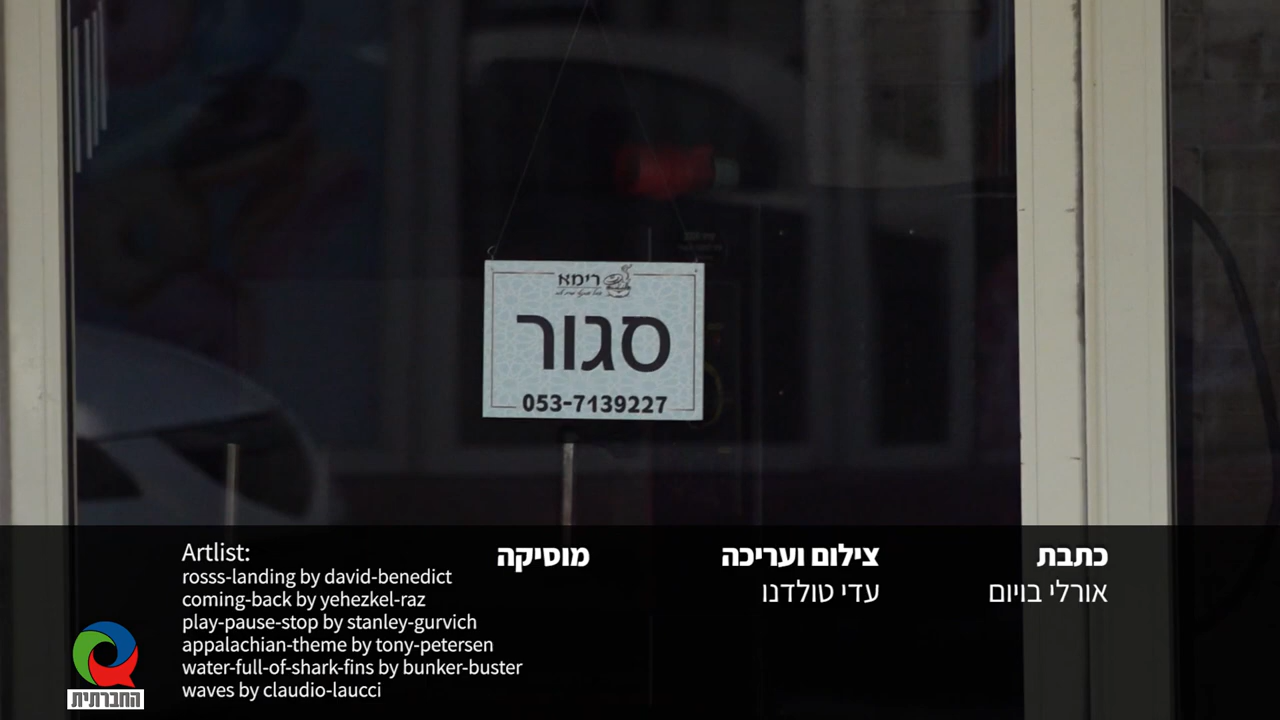 רימא
סגור
053-7139227
כתבת
אורלי בויום
צילום ועריכה
עדי טולדנו
מוסיקה
Artlist:
rosss-landing by david-benedict
coming-back by yehezkel-raz
play-pause-stop by stanley-gurvich
appalachian-theme by tony-petersen
water-full-of-shark-fins by bunker-buster
waves by claudio-laucci
החברתית